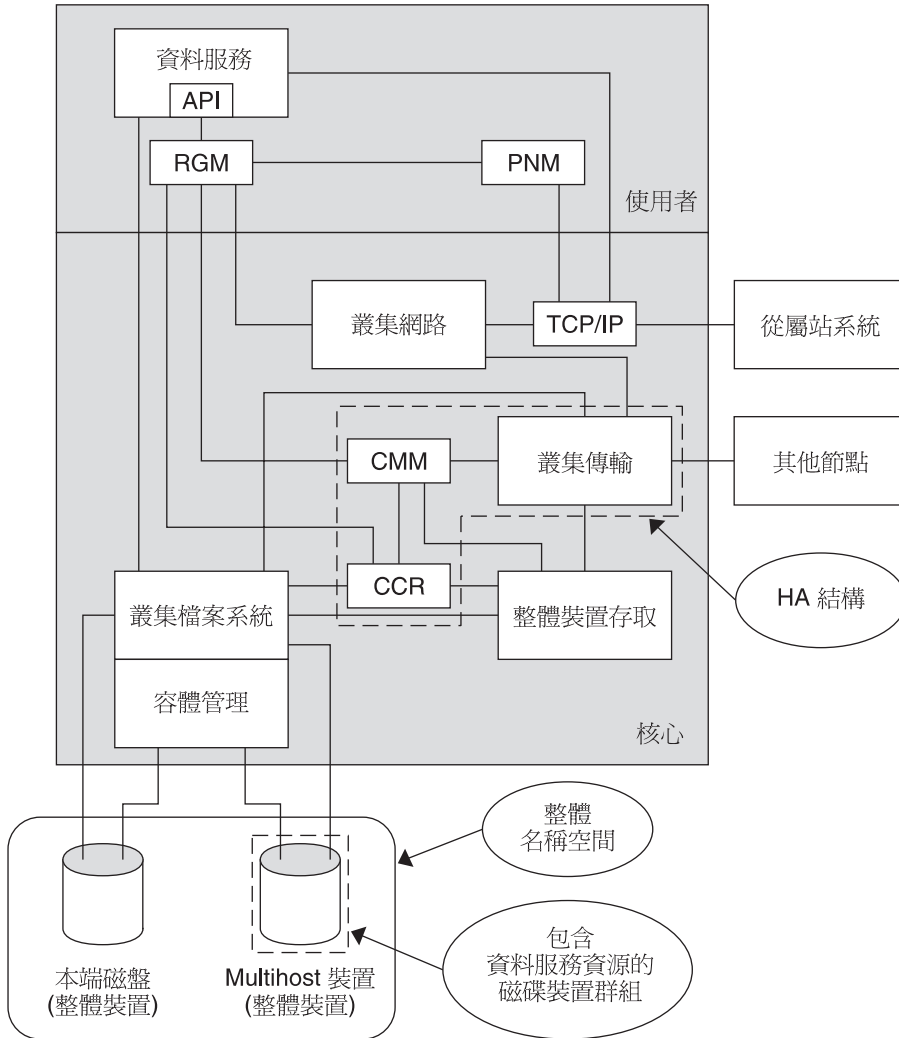 資料服務
API
RGM
PNM
使用者
叢集網路
TCP/IP
從屬站系統
CMM
叢集傳輸
其他節點
CCR
叢集檔案系統
整體裝置存取
HA 結構
容體管理
核心
整體
名稱空間
本端磁盤
(整體裝置)
Multihost 裝置
(整體裝置)
包含
資料服務資源的
磁碟裝置群組